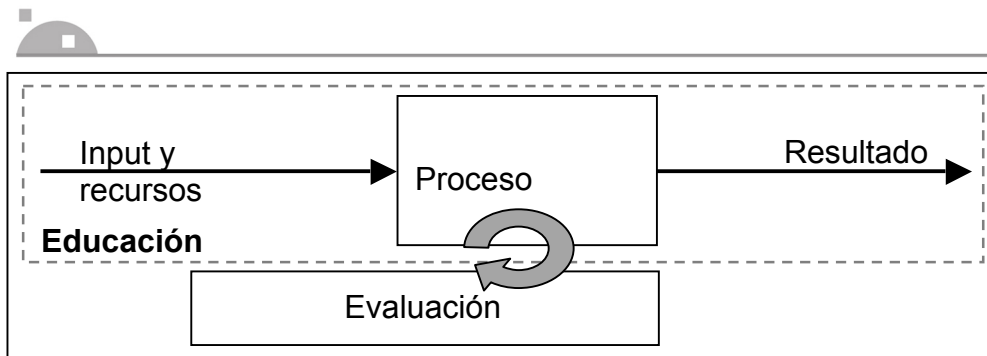 Input y
recursos
Proceso
Resultado
Educación
Evaluación